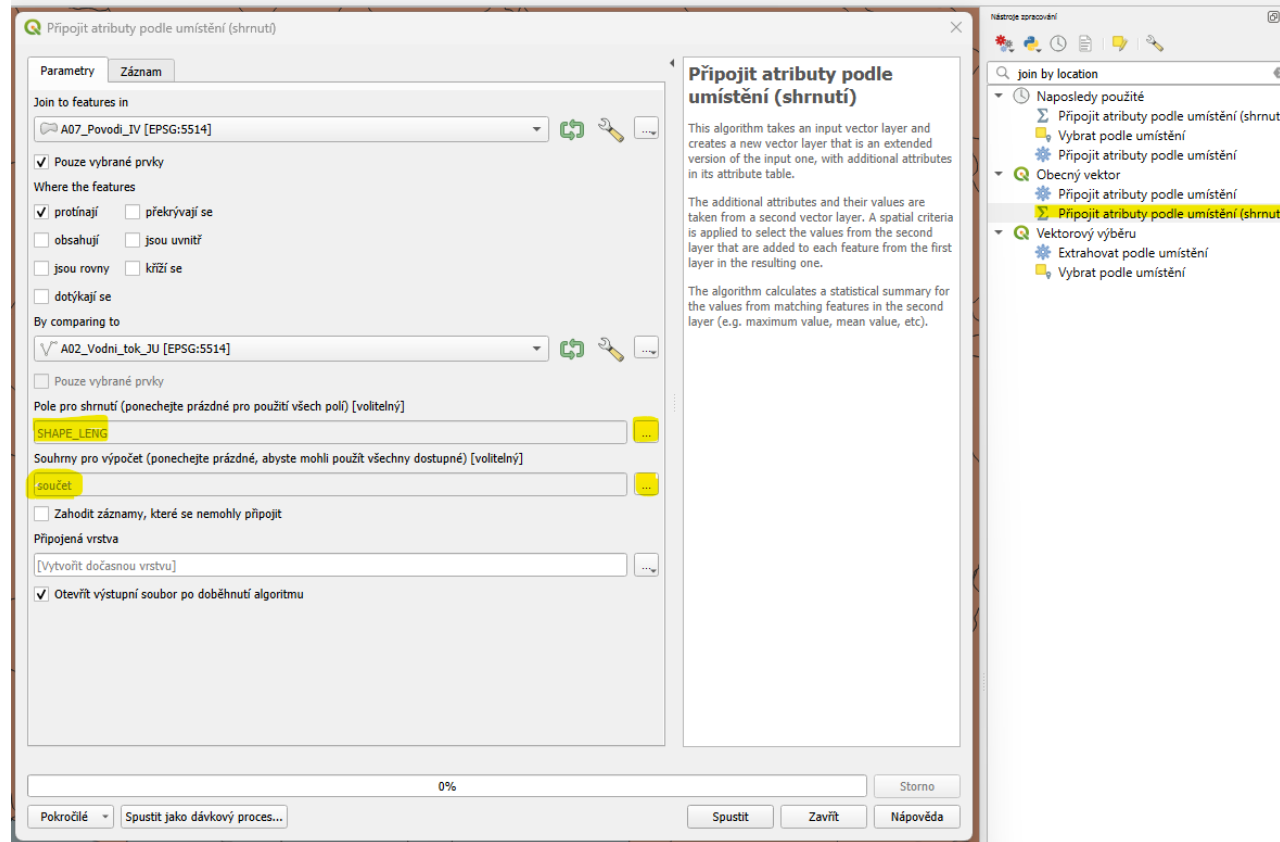 Připojit atributy podle umístění (shrnutí)
Parametry
Záznam
Join to features in
A07_Povodi_IV [EPSG:5514]
...
Pouze vybrané prvky
Where the features
protínají
překrývají se
obsahují
jsou uvnitř
jsou rovny
kříží se
dotýkají se
By comparing to
A02_Vodni_tok_JU [EPSG:5514]
...
Pouze vybrané prvky
Pole pro shrnutí (ponechejte prázdné pro použití všech polí) [volitelný]
SHAPE_LENG
...
Souhrny pro výpočet (ponechejte prázdné, abyste mohli použít všechny dostupné) [volitelný]
součet
...
Zahodit záznamy, které se nemohly připojit
Připojená vrstva
[Vytvořit dočasnou vrstvu]
...
Otevřít výstupní soubor po doběhnutí algoritmu
0%
Storno
Pokročilé
Spustit jako dávkový proces...
Spustit
Zavřít
Nápověda
Připojit atributy podle
umístění (shrnutí)
This algorithm takes an input vector layer and
creates a new vector layer that is an extended
version of the input one, with additional attributes
in its attribute table.
The additional attributes and their values are
taken from a second vector layer. A spatial criteria
is applied to select the values from the second
layer that are added to each feature from the first
layer in the resulting one.
The algorithm calculates a statistical summary for
the values from matching features in the second
layer (e.g. maximum value, mean value, etc).
Nástroje zpracování
join by location
Naposledy použité
Připojit atributy podle umístění (shrnut
Vybrat podle umístění
Připojit atributy podle umístění
Obecný vektor
Připojit atributy podle umístění
Připojit atributy podle umístění (shrnut
Vektorový výběru
Extrahovat podle umístění
Vybrat podle umístění